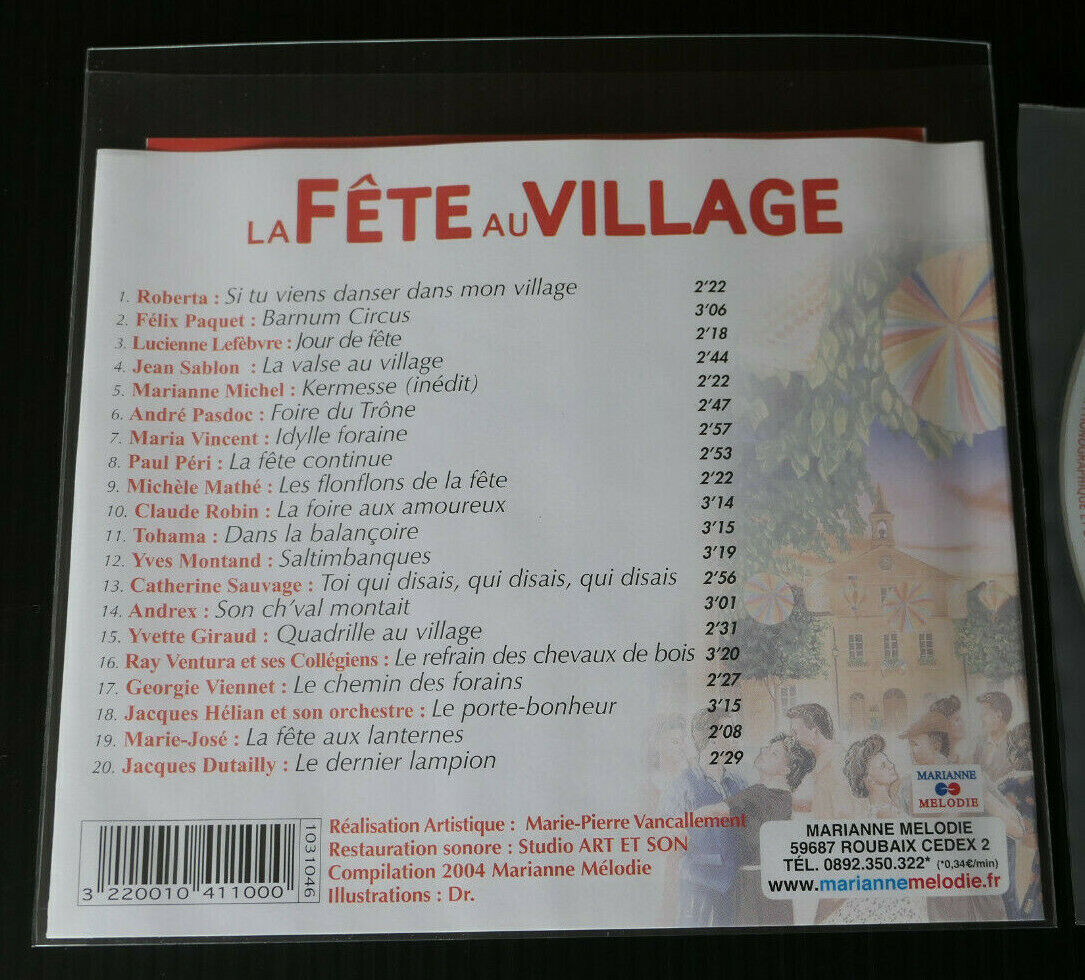 LA FÊTE AU VILLAGE
1. Roberta : Si tu viens danser dans mon village 2'22
2. Félix Paquet : Barnum Circus 3'06
3. Lucienne Lefèbvre : Jour de fête 2'18
4. Jean Sablon : La valse au village 2'44
5. Marianne Michel : Kermesse (inédit) 2'22
6. André Pasdoc : Foire du Trône 2'47
7. Maria Vincent : Idylle foraine 2'57
8. Paul Péri : La fête continue 2'53
9. Michèle Mathé : Les flonflons de la fête 2'22
10. Claude Robin : La foire aux amoureux 3'14
11. Tohama : Dans la balançoire 3'15
12. Yves Montand : Saltimbanques 3'19
13. Catherine Sauvage : Toi qui disais, qui disais, qui disais 2'56
14. Andrex : Son ch'val montait 3'01
15. Yvette Giraud : Quadrille au village 2'31
16. Ray Ventura et ses Collégiens : Le refrain des chevaux de bois 3'20
17. Georgie Viennet : Le chemin des forains 2'27
18. Jacques Hélian et son orchestre : Le porte-bonheur 3'15
19. Marie-José : La fête aux lanternes 2'08
20. Jacques Dutailly : Le dernier lampion 2'29
MARIANNE
MELODIE
3 220010 411000
1031046
Réalisation Artistique : Marie-Pierre Vancallement
Restauration sonore : Studio ART ET SON
Compilation 2004 Marianne Mélodie
Illustrations : Dr.
MARIANNE MELODIE
59687 ROUBAIX CEDEX 2
TÉL. 0892.350.322* (*0,34€/min)
www.mariannemelodie.fr